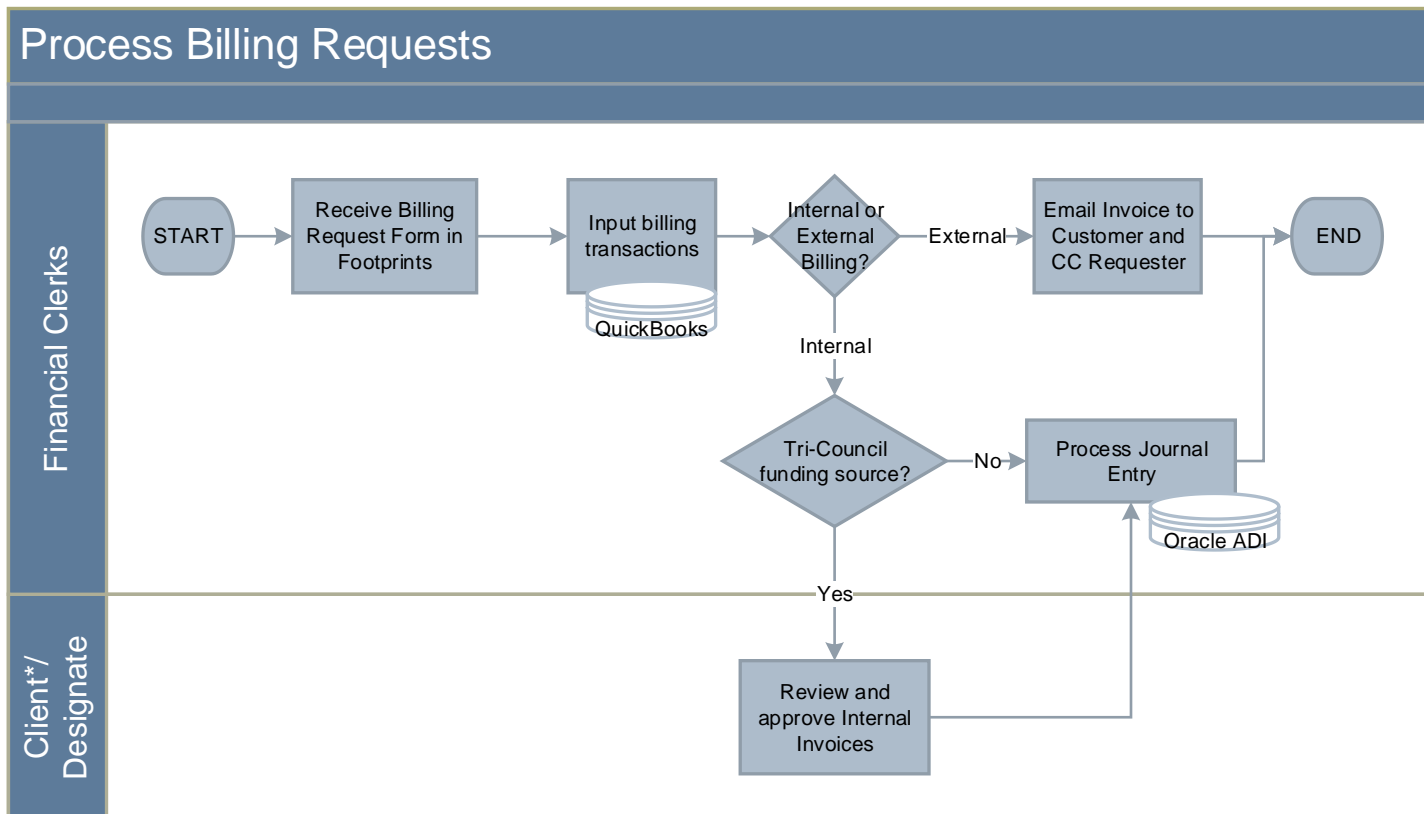 Process Billing Requests
Financial Clerks
START
Receive Billing
Request Form in
Footprints
Input billing
transactions
QuickBooks
Internal or
External
Billing?
External
Email Invoice to
Customer and
CC Requester
END
Internal
Tri-Council
funding source?
No
Process Journal
Entry
Oracle ADI
Yes
Client*/
Designate
Review and
approve Internal
Invoices